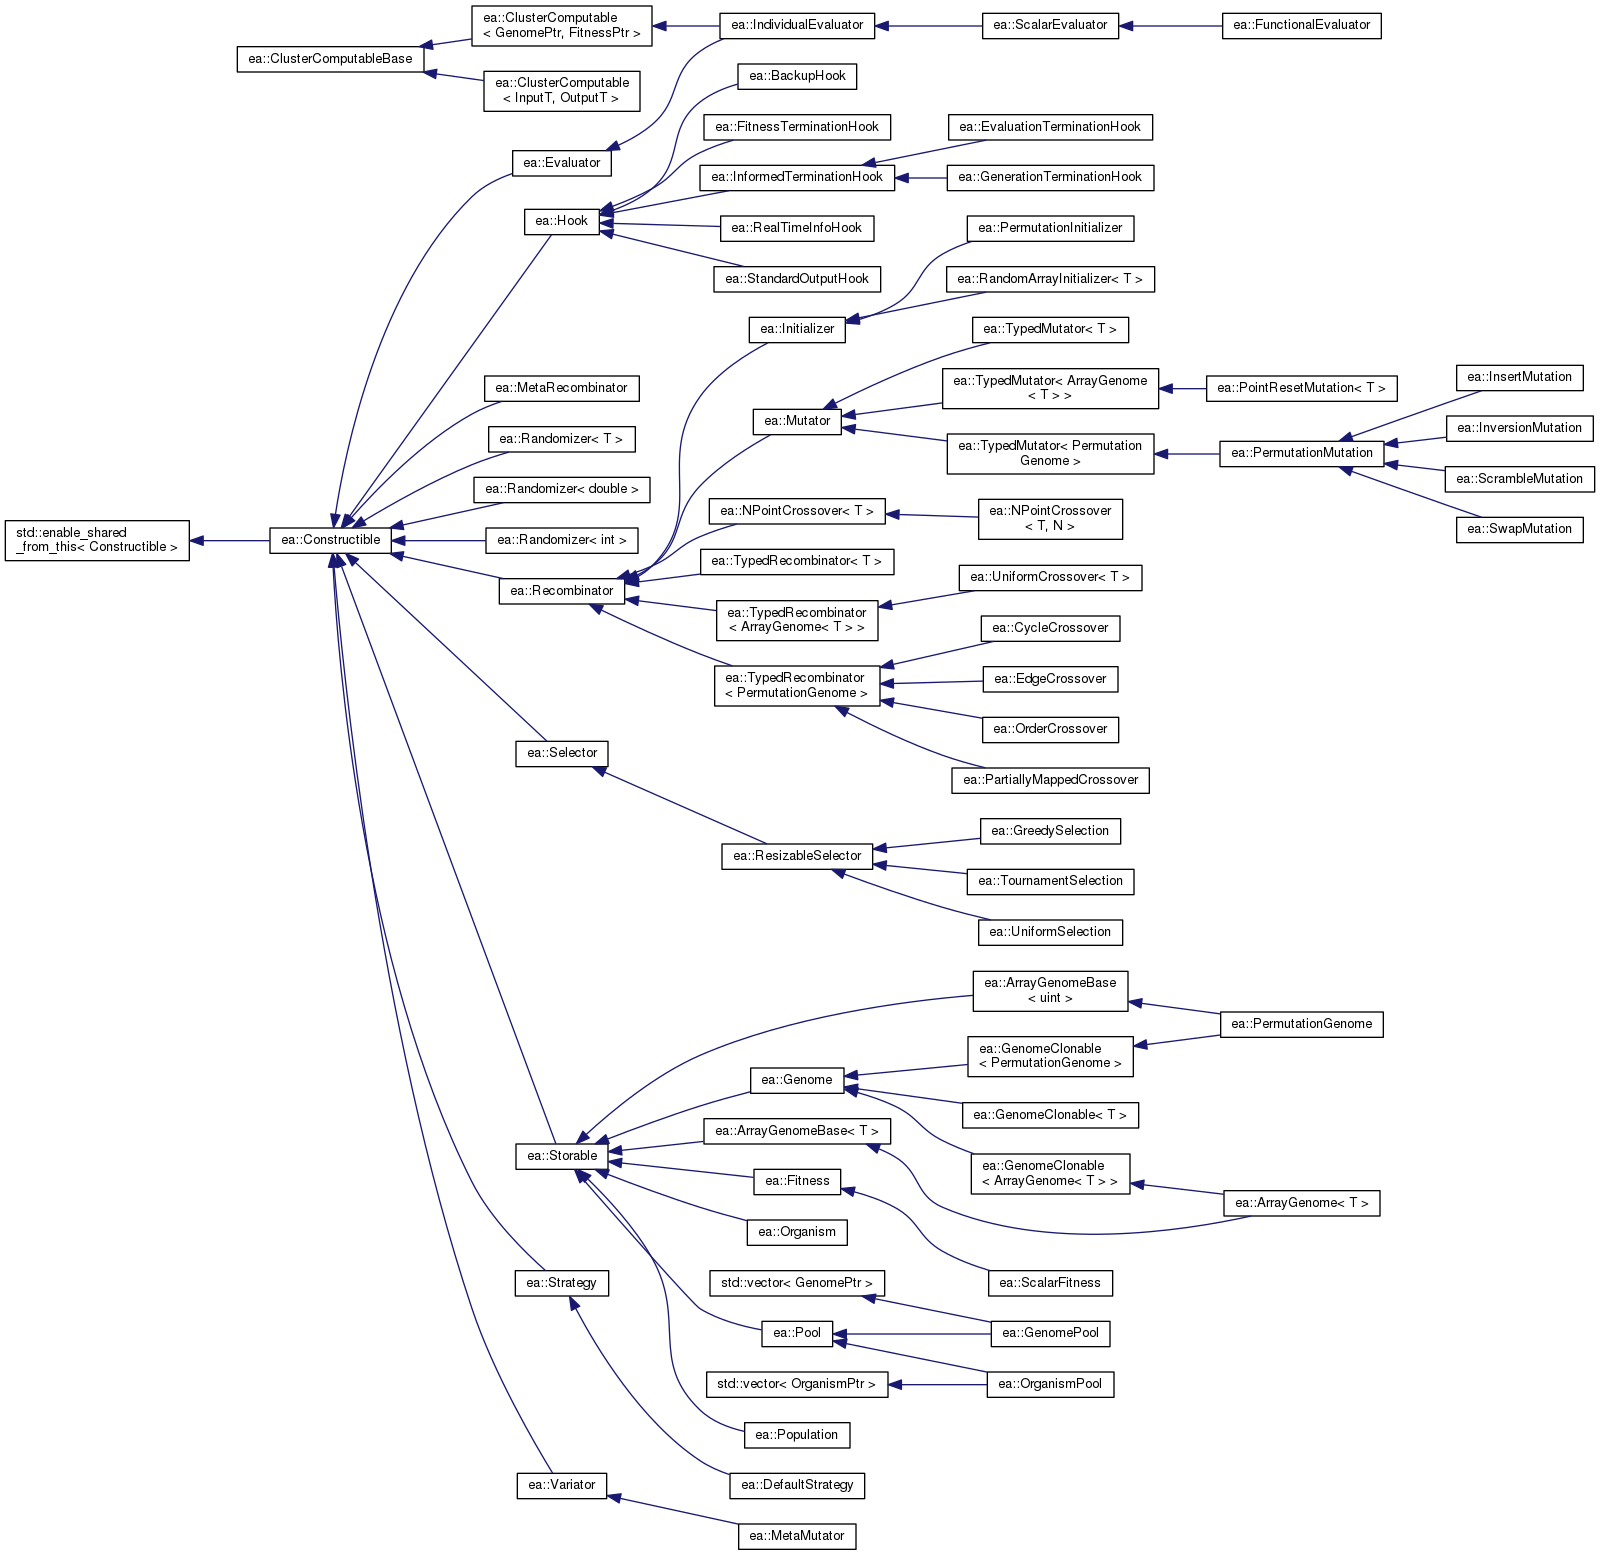 ea::ClusterComputable
< GenomePtr, FitnessPtr >
ea::IndividualEvaluator
ea::ScalarEvaluator
ea::FunctionalEvaluator
ea::ClusterComputableBase
ea::ClusterComputable
< InputT, OutputT >
ea::BackupHook
ea::FitnessTerminationHook
ea::EvaluationTerminationHook
ea::Evaluator
ea::InformedTerminationHook
ea::GenerationTerminationHook
ea::Hook
ea::RealTimeInfoHook
ea::PermutationInitializer
ea::StandardOutputHook
ea::RandomArrayInitializer< T >
ea::Initializer
ea::TypedMutator< T >
ea::MetaRecombinator
ea::TypedMutator< ArrayGenome
< T > >
ea::PointResetMutation< T >
ea::InsertMutation
ea::Mutator
ea::InversionMutation
ea::Randomizer< T >
ea::TypedMutator< Permutation
Genome >
ea::PermutationMutation
ea::ScrambleMutation
ea::Randomizer< double >
ea::NPointCrossover< T >
ea::NPointCrossover
< T, N >
ea::SwapMutation
std::enable_shared
_from_this< Constructible >
ea::Constructible
ea::Randomizer< int >
ea::TypedRecombinator< T >
ea::UniformCrossover< T >
ea::Recombinator
ea::TypedRecombinator
< ArrayGenome< T > >
ea::CycleCrossover
ea::TypedRecombinator
< PermutationGenome >
ea::EdgeCrossover
ea::OrderCrossover
ea::Selector
ea::PartiallyMappedCrossover
ea::GreedySelection
ea::ResizableSelector
ea::TournamentSelection
ea::UniformSelection
ea::ArrayGenomeBase
< uint >
ea::PermutationGenome
ea::GenomeClonable
< PermutationGenome >
ea::Genome
ea::GenomeClonable< T >
ea::ArrayGenomeBase< T >
ea::Storable
ea::GenomeClonable
< ArrayGenome< T > >
ea::Fitness
ea::ArrayGenome< T >
ea::Organism
ea::Strategy
std::vector< GenomePtr >
ea::ScalarFitness
ea::Pool
ea::GenomePool
std::vector< OrganismPtr >
ea::OrganismPool
ea::Population
ea::Variator
ea::DefaultStrategy
ea::MetaMutator